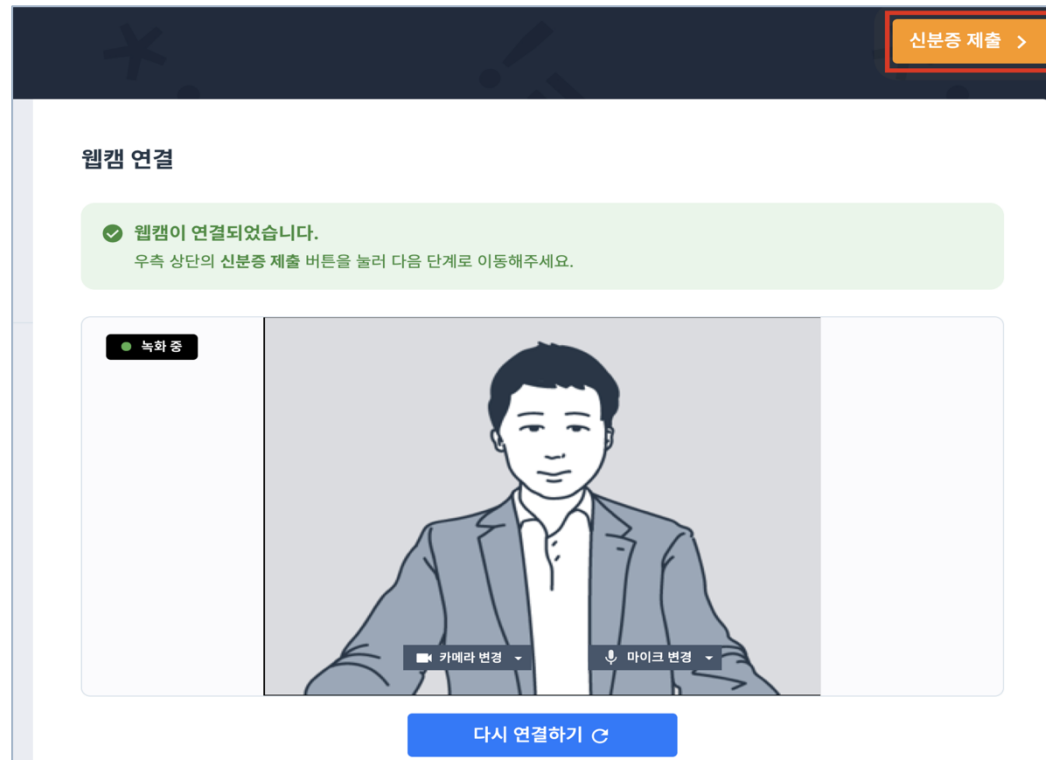 신분증 제출
웹캠 연결
웹캠이 연결되었습니다.
우측 상단의 신분증 제출 버튼을 눌러 다음 단계로 이동해주세요.
녹화 중
카메라 변경
마이크 변경
다시 연결하기